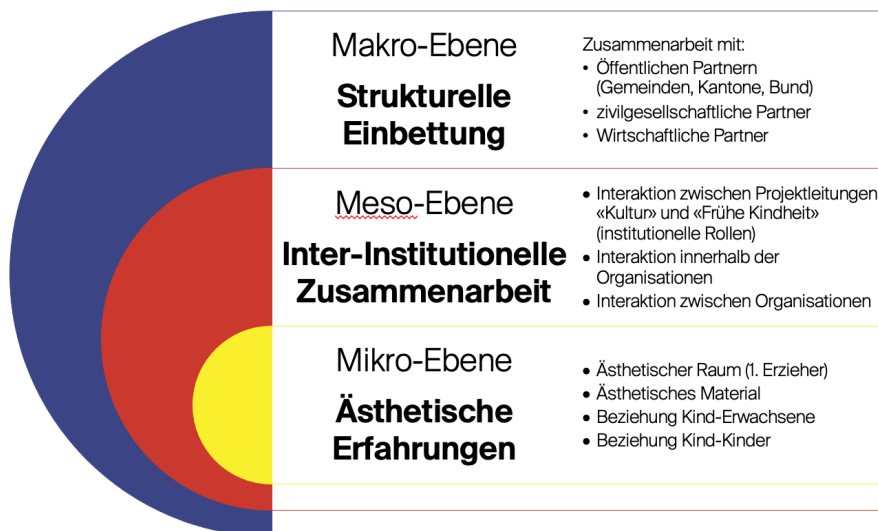 Makro-Ebene
Strukturelle
Einbettung
Zusammenarbeit mit:
• Öffentlichen Partnern
(Gemeinden, Kantone, Bund)
• zivilgesellschaftliche Partner
• Wirtschaftliche Partner
Meso-Ebene
Inter-Institutionelle
Zusammenarbeit
• Interaktion zwischen Projektleitungen
«Kultur» und «Frühe Kindheit»
(institutionelle Rollen)
• Interaktion innerhalb der
Organisationen
• Interaktion zwischen Organisationen
Mikro-Ebene
Ästhetische
Erfahrungen
• Ästhetischer Raum (1. Erzieher)
• Ästhetisches Material
• Beziehung Kind-Erwachsene
• Beziehung Kind-Kinder